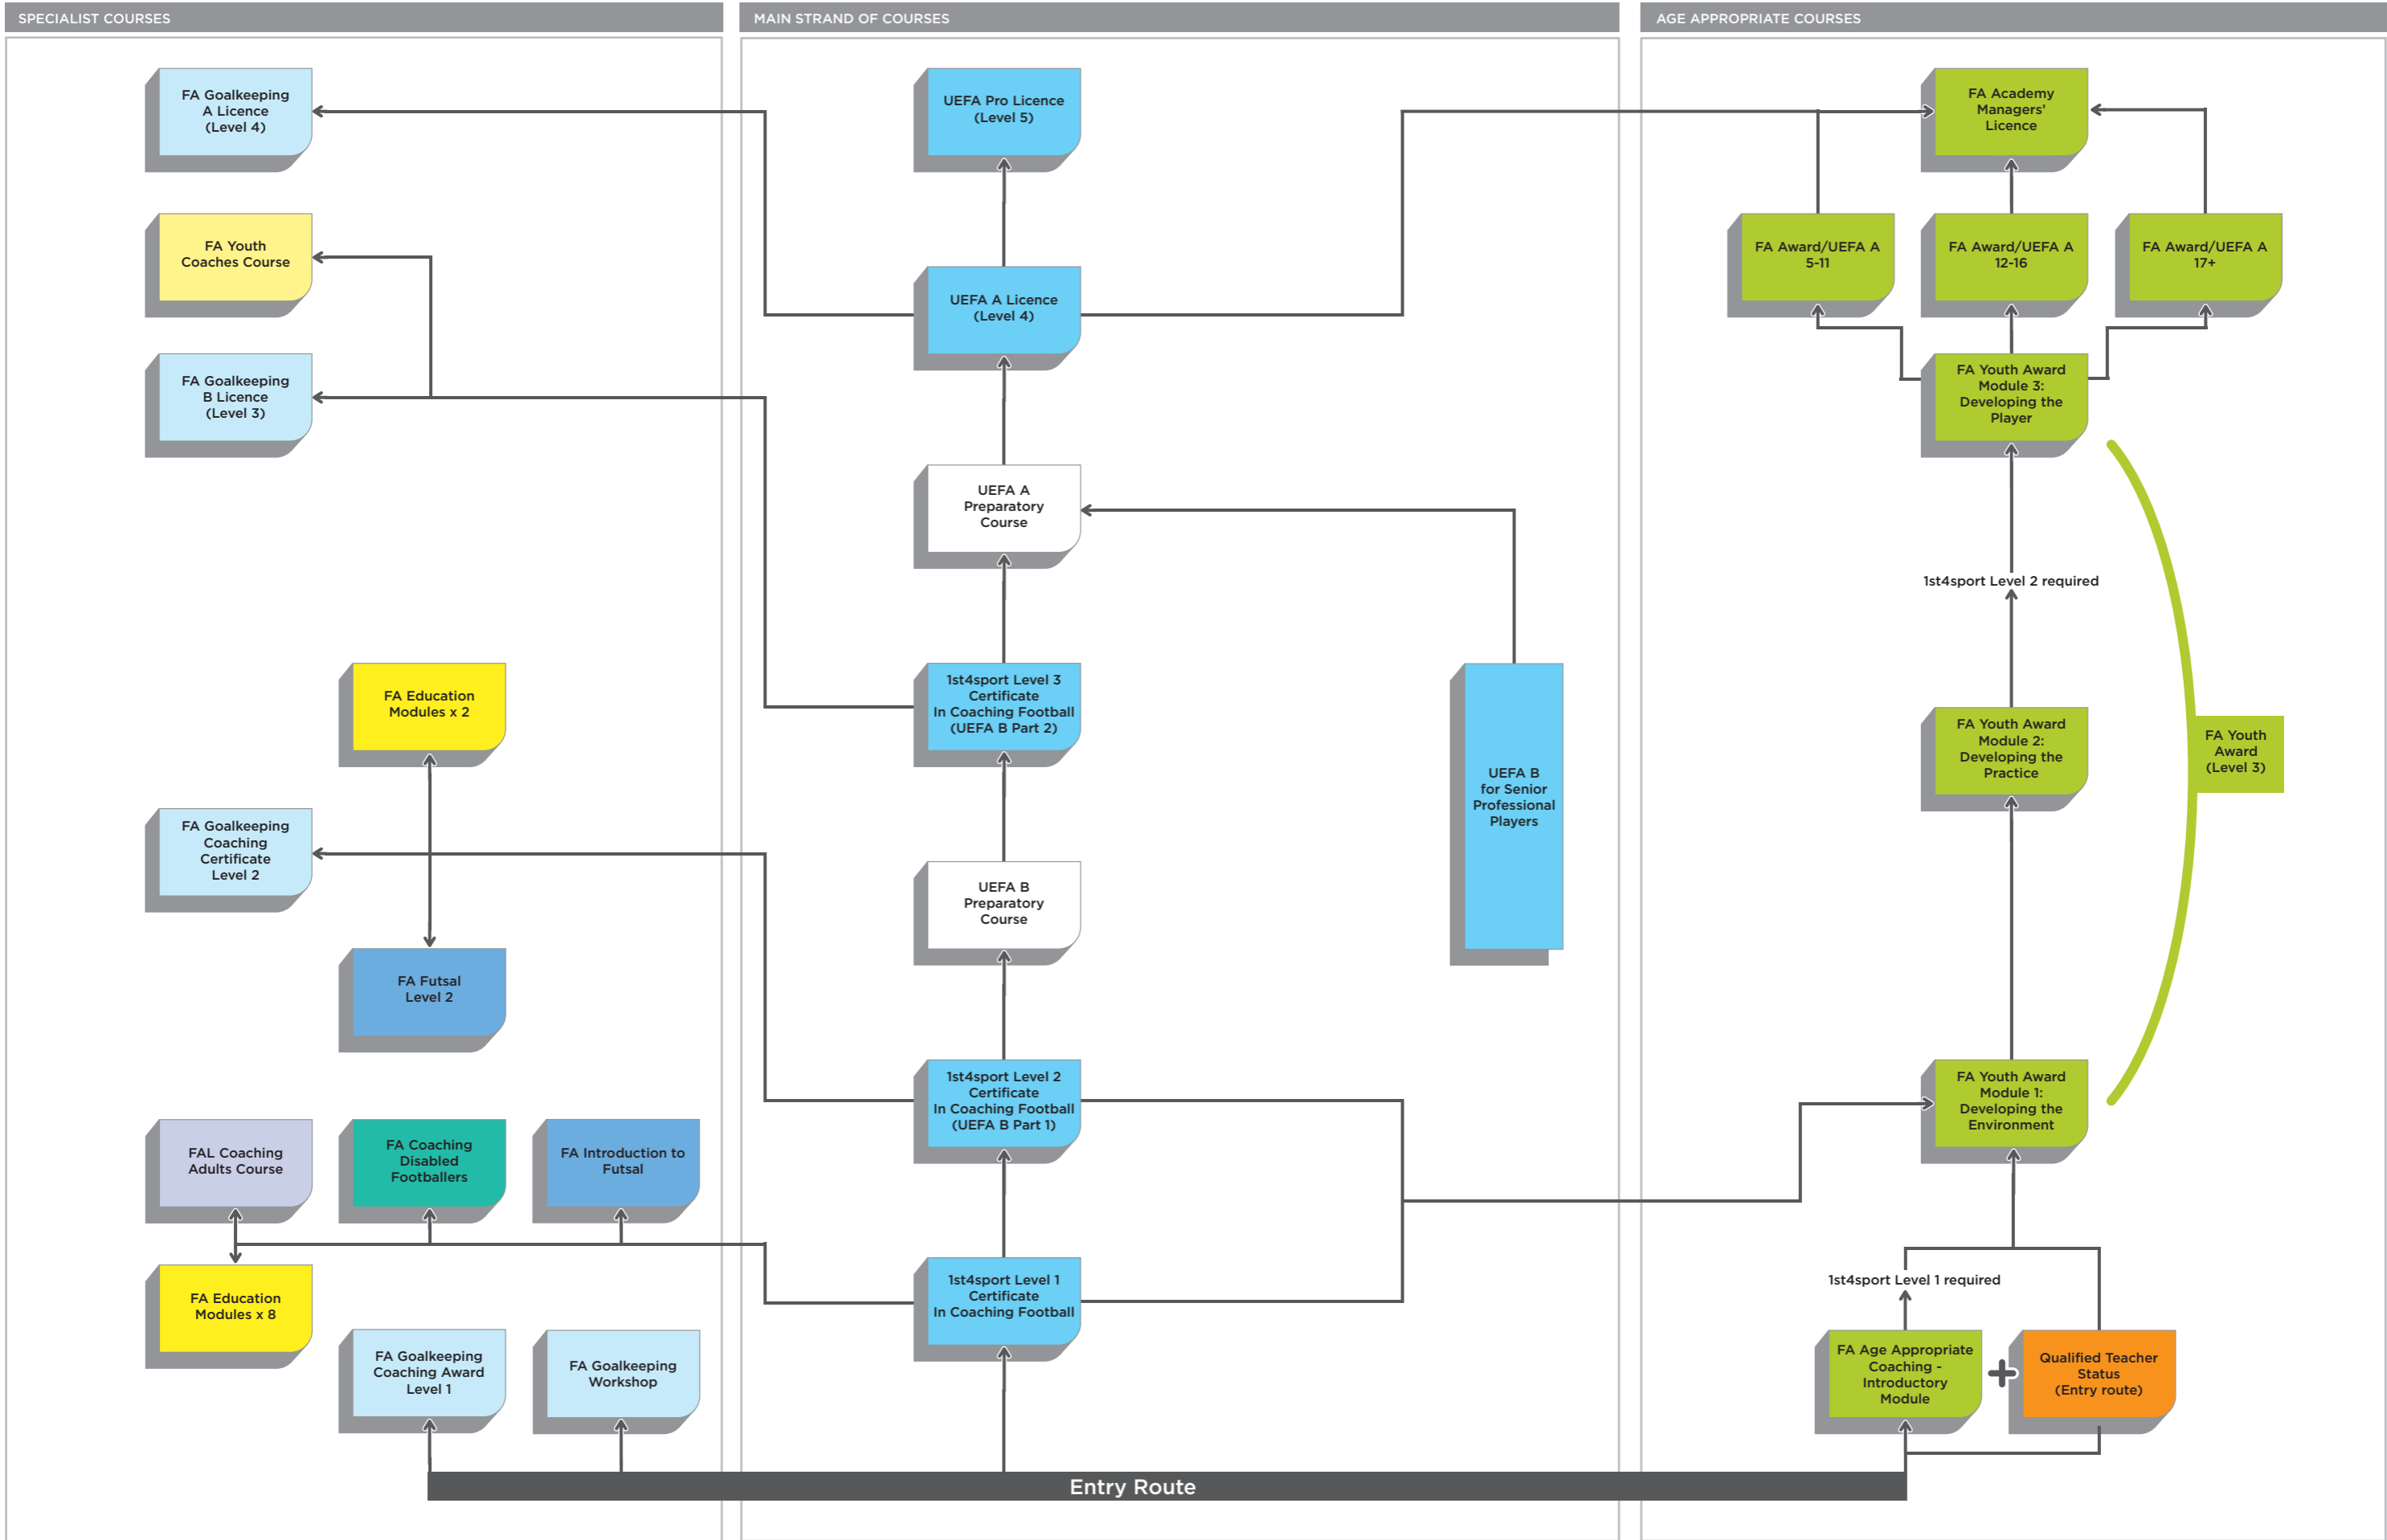 SPECIALIST COURSES
MAIN STRAND OF COURSES
AGE APPROPRIATE COURSES
FA Goalkeeping
A Licence
(Level 4)
UEFA Pro Licence
(Level 5)
FA Academy
Managers’
Licence
FA Youth
Coaches Course
FA Award/UEFA A
5-11
FA Award/UEFA A
12-16
FA Award/UEFA A
17+
UEFA A Licence
(Level 4)
FA Goalkeeping
B Licence
(Level 3)
FA Youth Award
Module 3:
Developing the
Player
UEFA A
Preparatory
Course
1st4sport Level 2 required
FA Education
Modules x 2
1st4sport Level 3
Certificate
In Coaching Football
(UEFA B Part 2)
UEFA B
for Senior
Professional
Players
FA Youth Award
Module 2:
Developing the
Practice
FA Youth
Award
(Level 3)
FA Goalkeeping
Coaching
Certificate
Level 2
UEFA B
Preparatory
Course
FA Futsal
Level 2
1st4sport Level 2
Certificate
In Coaching Football
(UEFA B Part 1)
FA Youth Award
Module 1:
Developing the
Environment
FAL Coaching
Adults Course
FA Coaching
Disabled
Footballers
FA Introduction to
Futsal
FA Education
Modules x 8
1st4sport Level 1
Certificate
In Coaching Football
1st4sport Level 1 required
FA Goalkeeping
Coaching Award
Level 1
FA Goalkeeping
Workshop
FA Age Appropriate
Coaching -
Introductory
Module
+
Qualified Teacher
Status
(Entry route)
Entry Route